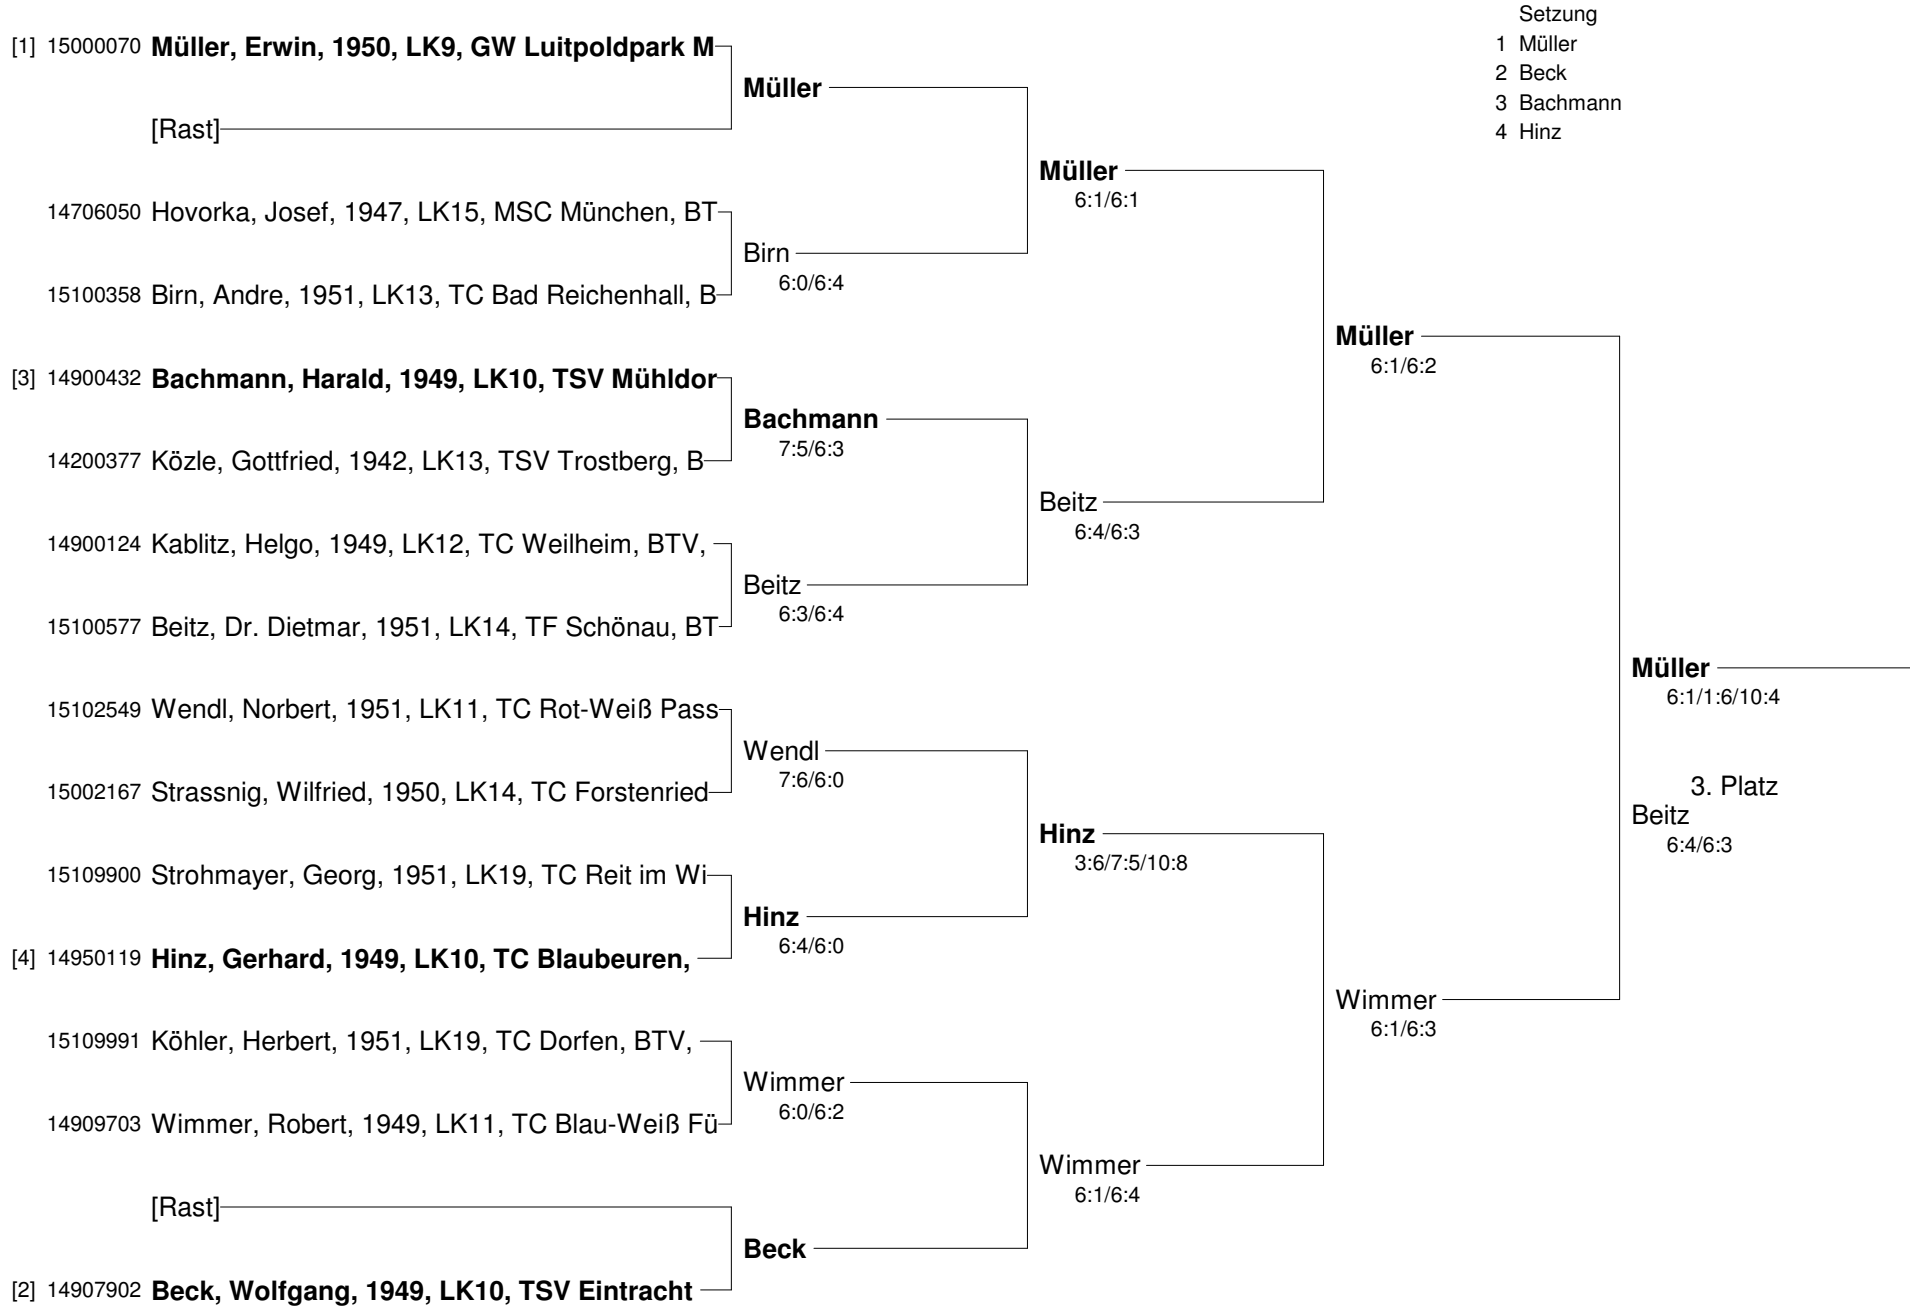 Setzung
1 Müller
2 Beck
3 Bachmann
4 Hinz
[1] 15000070 Müller, Erwin, 1950, LK9, GW Luitpoldpark M
Müller
[Rast]
Müller
6:1/6:1
14706050 Hovorka, Josef, 1947, LK15, MSC München, BT
Birn
6:0/6:4
15100358 Birn, Andre, 1951, LK13, TC Bad Reichenhall, B
Müller
6:1/6:2
[3] 14900432 Bachmann, Harald, 1949, LK10, TSV Mühldor
Bachmann
7:5/6:3
14200377 Közle, Gottfried, 1942, LK13, TSV Trostberg, B
Beitz
6:4/6:3
14900124 Kablitz, Helgo, 1949, LK12, TC Weilheim, BTV,
Beitz
6:3/6:4
15100577 Beitz, Dr. Dietmar, 1951, LK14, TF Schönau, BT
Müller
6:1/1:6/10:4
15102549 Wendl, Norbert, 1951, LK11, TC Rot-Weiß Pass
Wendl
7:6/6:0
15002167 Strassnig, Wilfried, 1950, LK14, TC Forstenried
3. Platz
Beitz
6:4/6:3
Hinz
3:6/7:5/10:8
15109900 Strohmayer, Georg, 1951, LK19, TC Reit im Wi
Hinz
6:4/6:0
[4] 14950119 Hinz, Gerhard, 1949, LK10, TC Blaubeuren,
Wimmer
6:1/6:3
15109991 Köhler, Herbert, 1951, LK19, TC Dorfen, BTV,
Wimmer
6:0/6:2
14909703 Wimmer, Robert, 1949, LK11, TC Blau-Weiß Fü
Wimmer
6:1/6:4
[Rast]
Beck
[2] 14907902 Beck, Wolfgang, 1949, LK10, TSV Eintracht